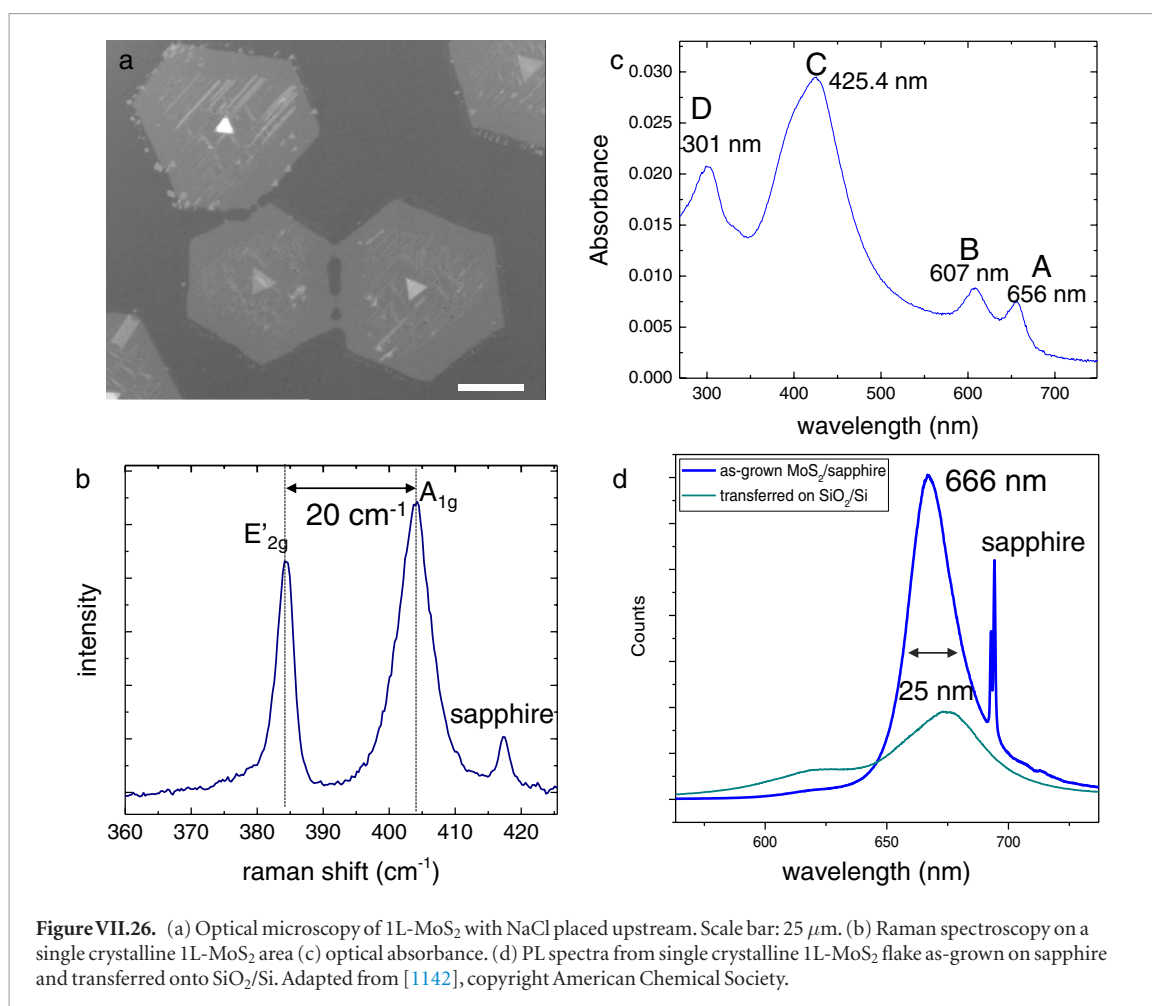 a
c
C
425.4 nm
D
301 nm
B
607 nm
A
656 nm
0.030
0.025
0.020
0.015
0.010
0.005
0.000
Absorbance
300 400 500 600 700
wavelength (nm)
b
20 cm-1
A1g
E'2g
sapphire
intensity
360 370 380 390 400 410 420
raman shift (cm-1)
d
as-grown MoS2/sapphire
transferred on SiO2/Si
666 nm
sapphire
25 nm
Counts
600 650 700
wavelength (nm)
Figure VII.26. (a) Optical microscopy of 1L-MoS2 with NaCl placed upstream. Scale bar: 25 μm. (b) Raman spectroscopy on a
single crystalline 1L-MoS2 area (c) optical absorbance. (d) PL spectra from single crystalline 1L-MoS2 flake as-grown on sapphire
and transferred onto SiO2/Si. Adapted from [1142], copyright American Chemical Society.